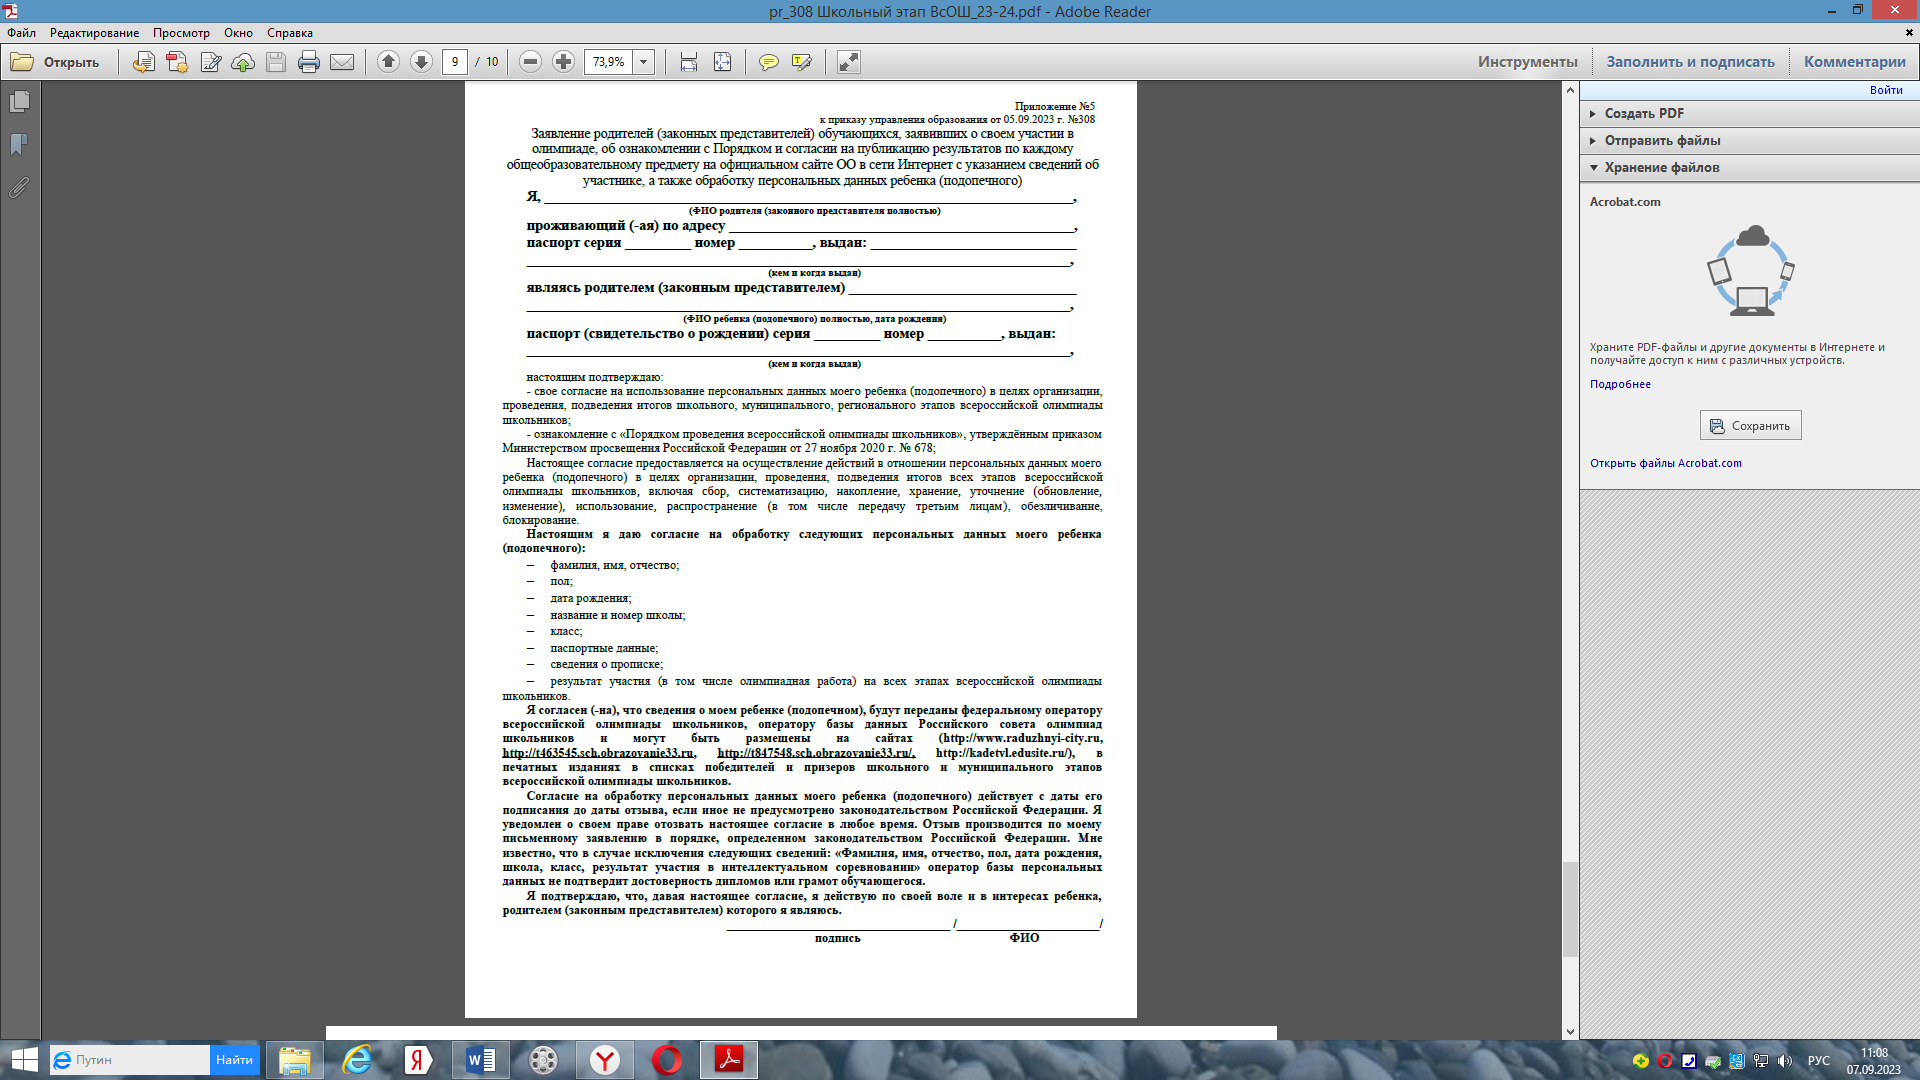 pr_308 Школьный этап ВсОШ_23-24.pdf - Adobe Reader
Файл Редактирование Просмотр Окно Справка
Открыть 9 / 10 73,9% Инструменты Заполнить и подписать Комментарии
Приложение №5
к приказу управления образования от 05.09.2023 г. №308
Заявление родителей (законных представителей) обучающихся, заявивших о своем участии в
олимпиаде, об ознакомлении с Порядком и согласии на публикацию результатов по каждому
общеобразовательному предмету на официальном сайте ОО в сети Интернет с указанием сведений об
участнике, а также обработку персональных данных ребенка (подопечного)
Я, ____________________,
(ФИО родителя (законного представителя полностью)
проживающий (-ая) по адресу ____________________,
паспорт серия _________ номер __________, выдан: ____________________
____________________,
(кем и когда выдан)
являясь родителем (законным представителем) ____________________
____________________,
(ФИО ребенка (подопечного) полностью, дата рождения)
паспорт (свидетельство о рождении) серия _________ номер __________, выдан:
____________________,
(кем и когда выдан)
настоящим подтверждаю:
- свое согласие на использование персональных данных моего ребенка (подопечного) в целях организации,
проведения, подведения итогов школьного, муниципального, регионального этапов всероссийской олимпиады
школьников;
- ознакомление с «Порядком проведения всероссийской олимпиады школьников», утверждённым приказом
Министерством просвещения Российской Федерации от 27 ноября 2020 г. № 678;
Настоящее согласие предоставляется на осуществление действий в отношении персональных данных моего
ребенка (подопечного) в целях организации, проведения, подведения итогов всех этапов всероссийской
олимпиады школьников, включая сбор, систематизацию, накопление, хранение, уточнение (обновление,
изменение), использование, распространение (в том числе передачу третьим лицам), обезличивание,
блокирование.
Настоящим я даю согласие на обработку следующих персональных данных моего ребенка
(подопечного):
– фамилия, имя, отчество;
– пол;
– дата рождения;
– название и номер школы;
– класс;
– паспортные данные;
– сведения о прописке;
– результат участия (в том числе олимпиадная работа) на всех этапах всероссийской олимпиады
школьников.
Я согласен (-на), что сведения о моем ребенке (подопечном), будут переданы федеральному оператору
всероссийской олимпиады школьников, оператору базы данных Российского совета олимпиад
школьников и могут быть размещены на сайтах (http://www.raduzhnyi-city.ru,
http://t463545.sch.obrazovanie33.ru, http://t847548.sch.obrazovanie33.ru/, http://kadetvl.edusite.ru/), в
печатных изданиях в списках победителей и призеров школьного и муниципального этапов
всероссийской олимпиады школьников.
Согласие на обработку персональных данных моего ребенка (подопечного) действует с даты его
подписания до даты отзыва, если иное не предусмотрено законодательством Российской Федерации. Я
уведомлен о своем праве отозвать настоящее согласие в любое время. Отзыв производится по моему
письменному заявлению в порядке, определенном законодательством Российской Федерации. Мне
известно, что в случае исключения следующих сведений: «Фамилия, имя, отчество, пол, дата рождения,
школа, класс, результат участия в интеллектуальном соревновании» оператор базы персональных
данных не подтвердит достоверность дипломов или грамот обучающегося.
Я подтверждаю, что, давая настоящее согласие, я действую по своей воле и в интересах ребенка,
родителем (законным представителем) которого я являюсь.
____________________ /____________________/
подпись ФИО
Войти
Создать PDF
Отправить файлы
Хранение файлов
Acrobat.com
Храните PDF-файлы и другие документы в Интернете и
получайте доступ к ним с различных устройств.
Подробнее
Сохранить
Открыть файлы Acrobat.com
Путин Найти
РУС
11:08
07.09.2023